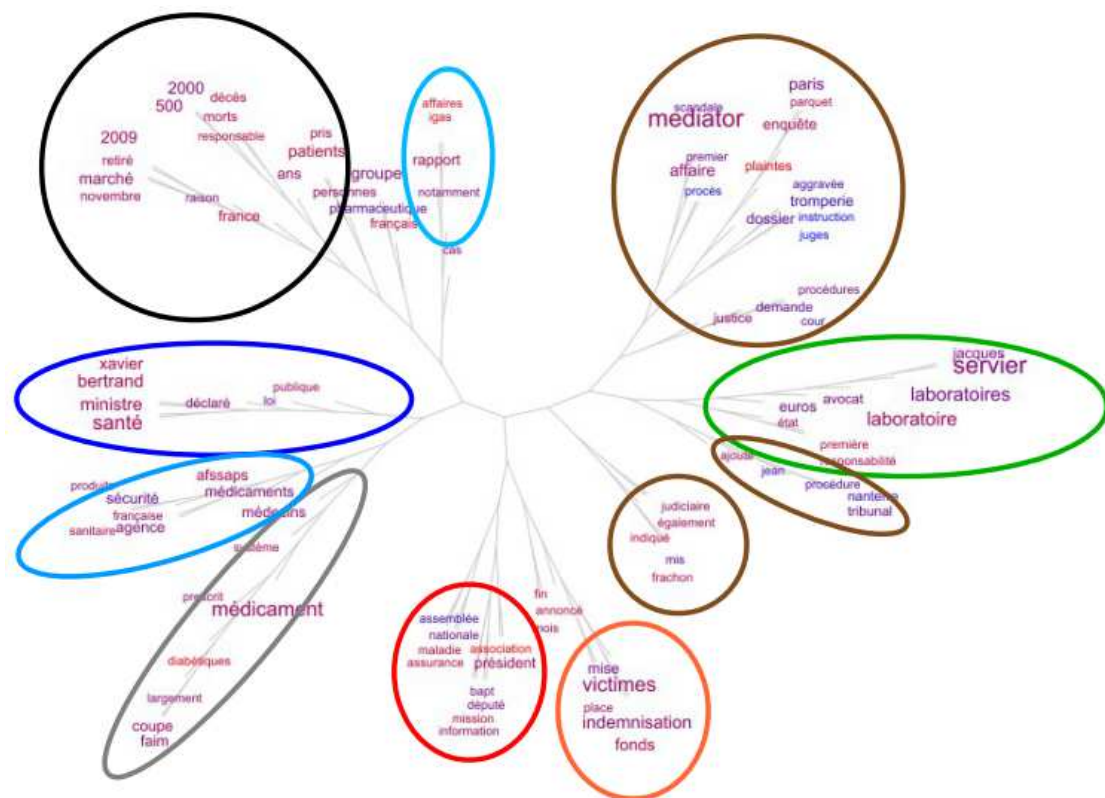 2000
500
décès
morts
2009
responsable
retiré
marché
novembre
raison
france
pris
patients
ans
personnes
groupe
pharmaceutique
français
affaires
igas
rapport
notamment
cas
paris
scandale
parquet
mediator
enquête
premier
affaire
plaintes
procès
aggravée
tromperie
dossier
instruction
juges
procédures
demande
justice
cour
xavier
bertrand
ministre
santé
déclaré
publique
loi
jacques
servier
laboratoires
avocat
euros
laboratoire
état
première
responsabilité
ajouté
jean
procédure
nanterre
tribunal
afssaps
produits
médicaments
sécurité
française
médecins
sanitaire
agence
système
prescrit
médicament
diabétiques
largement
coupe
faim
judiciaire
également
indiqué
mis
frachon
fin
annoncé
mois
assemblée
nationale
maladie
association
assurance
président
bapt
député
mission
information
mise
victimes
place
indemnisation
fonds